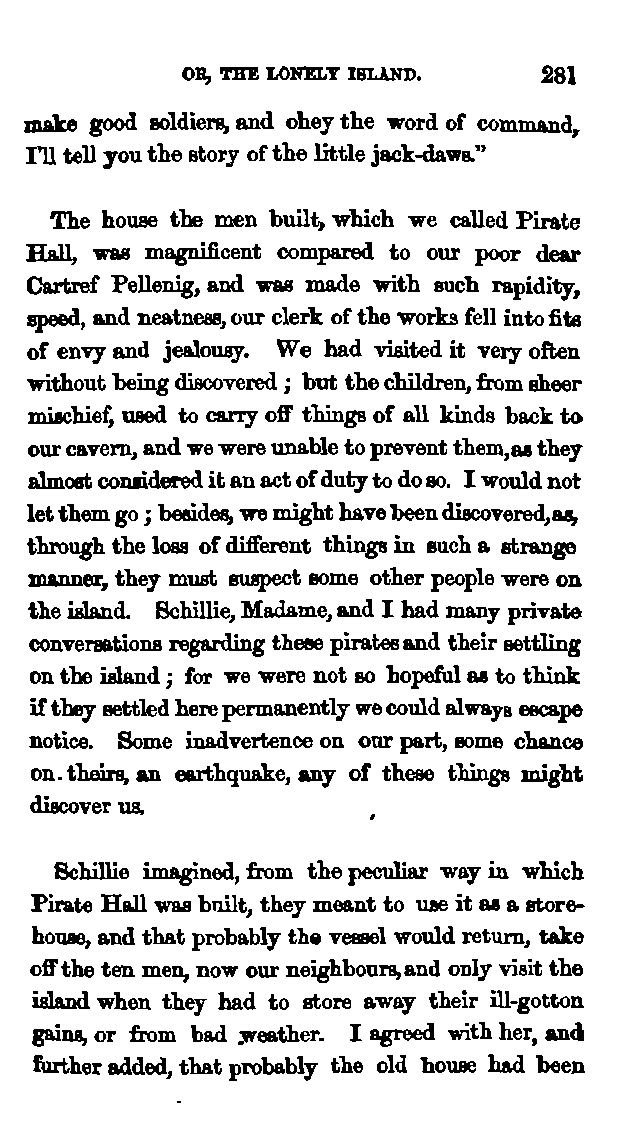 OR, THE LONELY ISLAND. 281
make good soldiers, and obey the word of command,
I'll tell you the story of the little jack-daws."
The house the men built, which we called Pirate
Hall, was magnificent compared to our poor dear
Cartref Pellenig, and was made with such rapidity,
speed, and neatness, our clerk of the works fell into fits
of envy and jealousy. We had visited it very often
without being discovered ; but the children, from sheer
mischief, used to carry off things of all kinds back to
our cavern, and we were unable to prevent them, as they
almost considered it an act of duty to do so. I would not
let them go ; besides, we might have been discovered, as,
through the loss of different things in such a strange
manner, they must suspect some other people were on
the island. Schillie, Madame, and I had many private
conversations regarding these pirates and their settling
on the island ; for we were not so hopeful as to think
if they settled here permanently we could always escape
notice. Some inadvertence on our part, some chance
on. theirs, an earthquake, any of these things might
discover us.
Schillie imagined, from the peculiar way in which
Pirate Hall was built, they meant to use it as a store-
house, and that probably the vessel would return, take
off the ten men, now our neighbours, and only visit the
island when they had to store away their ill-gotton
gains, or from bad weather. I agreed with her, and
further added, that probably the old house had been